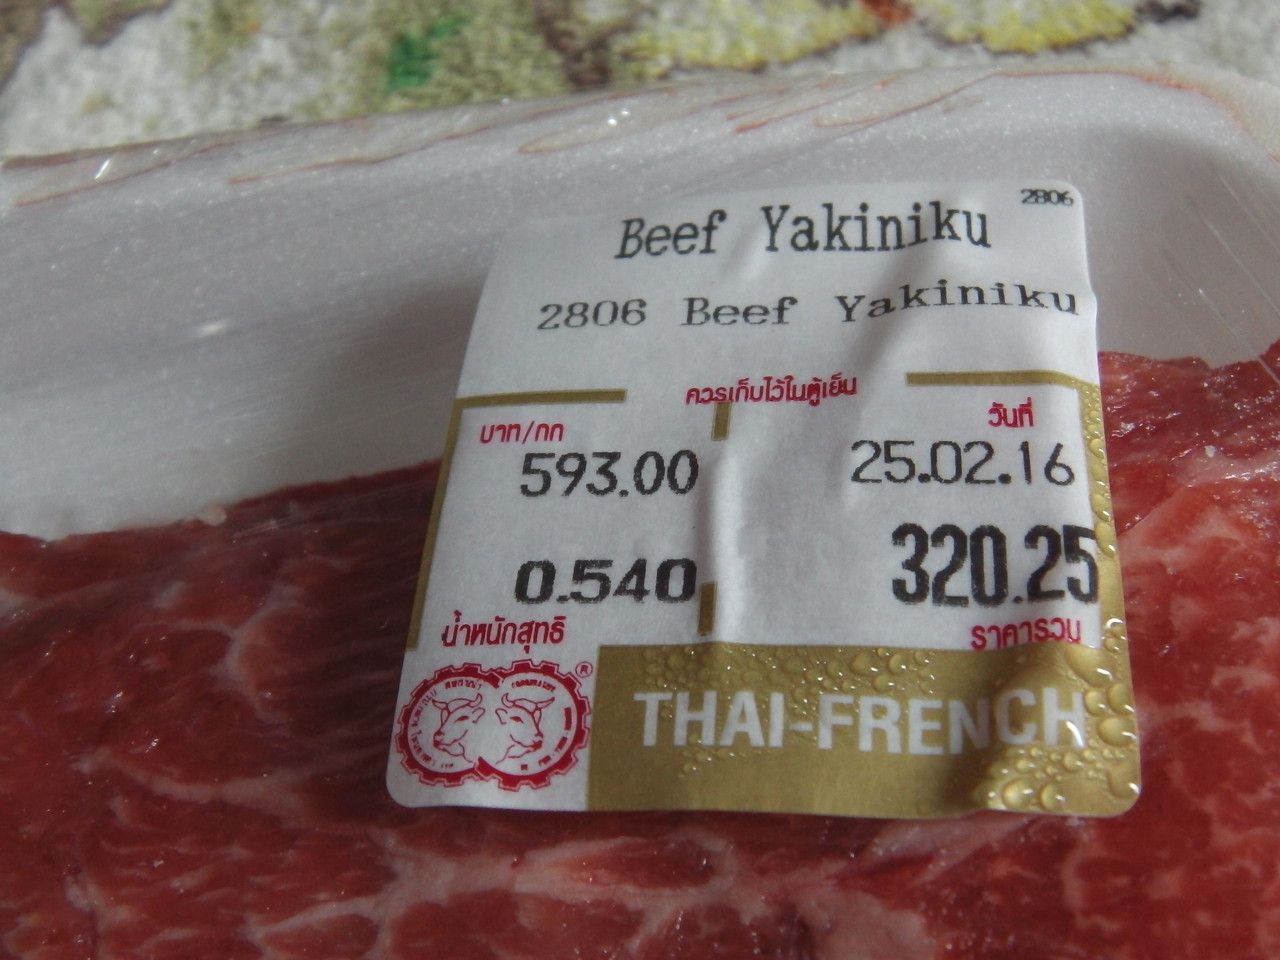 2806
Beef Yakiniku
2806 Beef Yakiniku
ควรเก็บไว้ในตู้เย็น
บาท/กก วันที่
593.00 25.02.16
0.540 320.25
น้ำหนักสุทธิ ราคารวม
®
THAI-FRENCH